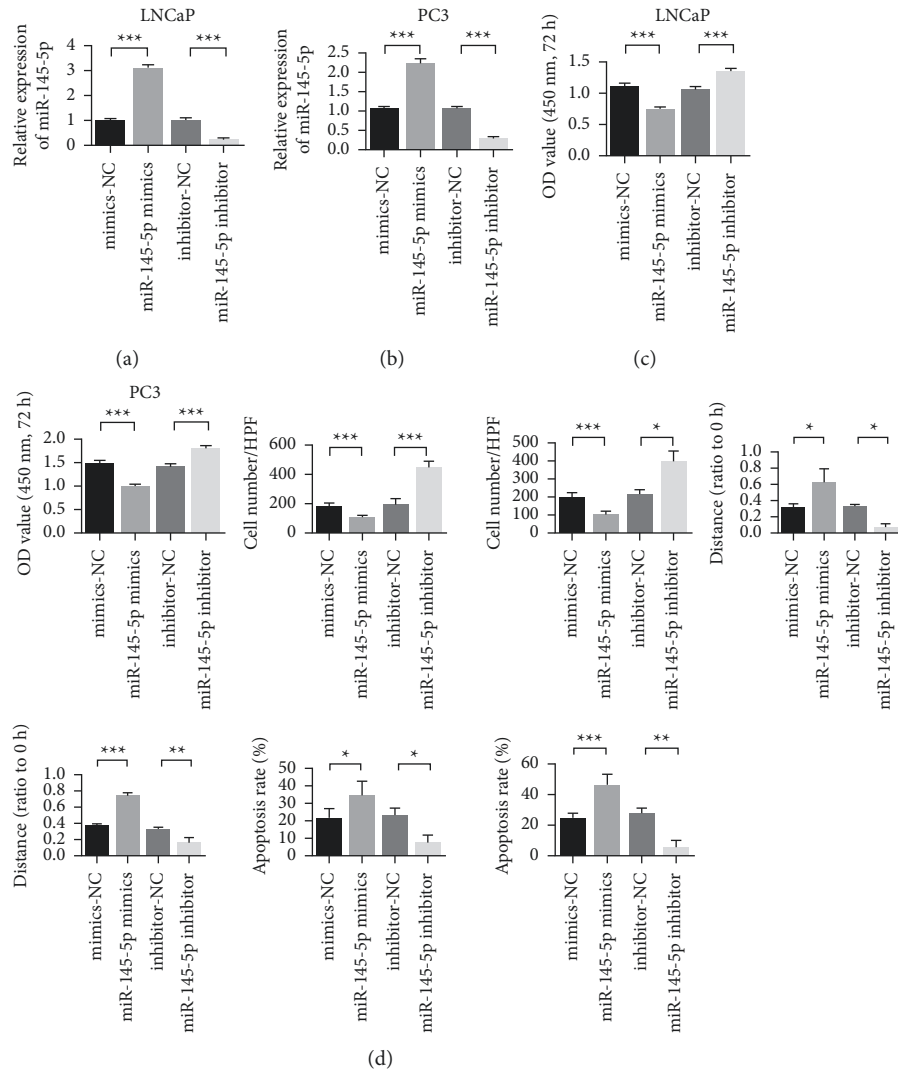 LNCaP
Relative expression
of miR-145-5p
4
3
2
1
0
***
***
mimics-NC
miR-145-5p mimics
inhibitor-NC
miR-145-5p inhibitor
(a)
PC3
Relative expression
of miR-145-5p
2.5
2.0
1.5
1.0
0.5
0.0
***
***
mimics-NC
miR-145-5p mimics
inhibitor-NC
miR-145-5p inhibitor
(b)
LNCaP
OD value (450 nm, 72 h)
1.5
1.0
0.5
0.0
***
***
mimics-NC
miR-145-5p mimics
inhibitor-NC
miR-145-5p inhibitor
(c)
PC3
OD value (450 nm, 72 h)
2.0
1.5
1.0
0.5
0.0
***
***
mimics-NC
miR-145-5p mimics
inhibitor-NC
miR-145-5p inhibitor
Cell number/HPF
600
400
200
0
***
***
mimics-NC
miR-145-5p mimics
inhibitor-NC
miR-145-5p inhibitor
Cell number/HPF
500
400
300
200
100
0
***
*
mimics-NC
miR-145-5p mimics
inhibitor-NC
miR-145-5p inhibitor
Distance (ratio to 0 h)
1.0
0.8
0.6
0.4
0.2
0.0
*
*
mimics-NC
miR-145-5p mimics
inhibitor-NC
miR-145-5p inhibitor
Distance (ratio to 0 h)
1.0
0.8
0.6
0.4
0.2
0.0
***
**
mimics-NC
miR-145-5p mimics
inhibitor-NC
miR-145-5p inhibitor
Apoptosis rate (%)
50
40
30
20
10
0
*
*
mimics-NC
miR-145-5p mimics
inhibitor-NC
miR-145-5p inhibitor
Apoptosis rate (%)
60
40
20
0
***
**
mimics-NC
miR-145-5p mimics
inhibitor-NC
miR-145-5p inhibitor
(d)